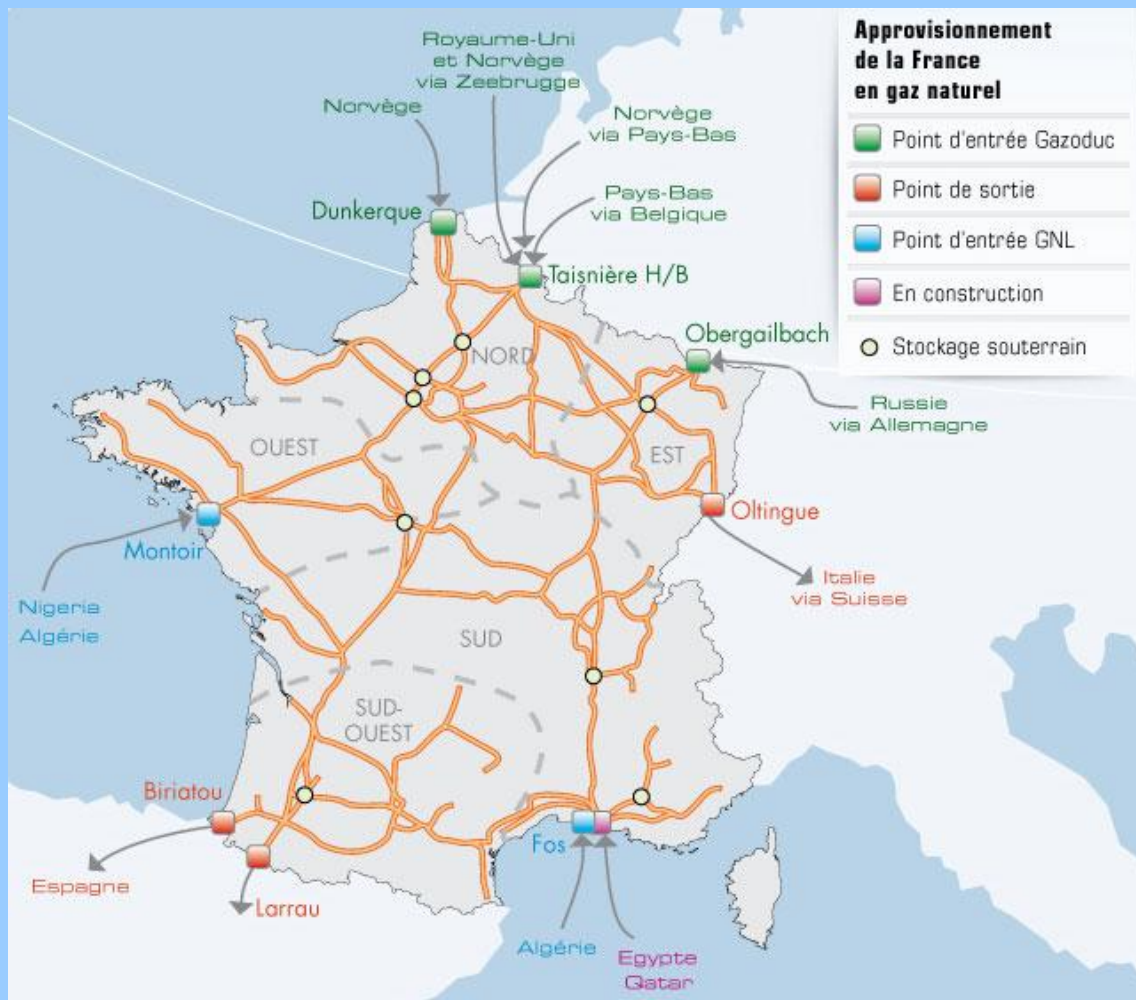 Approvisionnement
de la France
en gaz naturel
Point d'entrée Gazoduc
Point de sortie
Point d'entrée GNL
En construction
Stockage souterrain
Royaume-Uni
et Norvège
via Zeebrugge
Norvège
Norvège
via Pays-Bas
Pays-Bas
via Belgique
Dunkerque
Taisnière H/B
Obergailbach
Russie
via Allemagne
NORD
OUEST
EST
Oltingue
Montoir
Italie
via Suisse
Nigeria
Algérie
SUD
SUD-
OUEST
Biriatou
Fos
Espagne
Larrau
Algérie
Egypte
Qatar